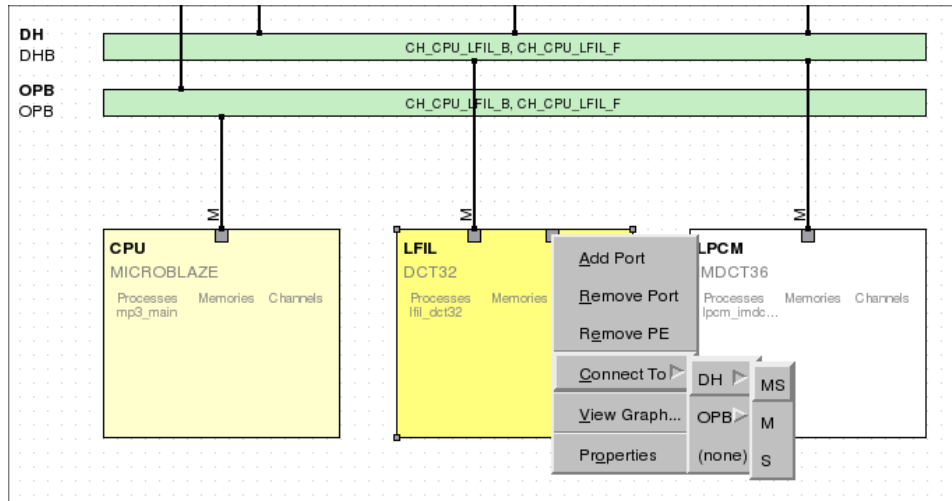 DH
DHB
CH_CPU_LFIL_B, CH_CPU_LFIL_F
OPB
OPB
CH_CPU_LFIL_B, CH_CPU_LFIL_F
M
M
M
CPU
MICROBLAZE
Processes Memories Channels
mp3_main
LFIL
DCT32
Processes Memories
lfil_dct32
LPCM
MDCT36
Processes Memories Channels
lpcm_imdc...
Add Port
Remove Port
Remove PE
Connect To
View Graph...
Properties
DH
OPB
(none)
MS
M
S